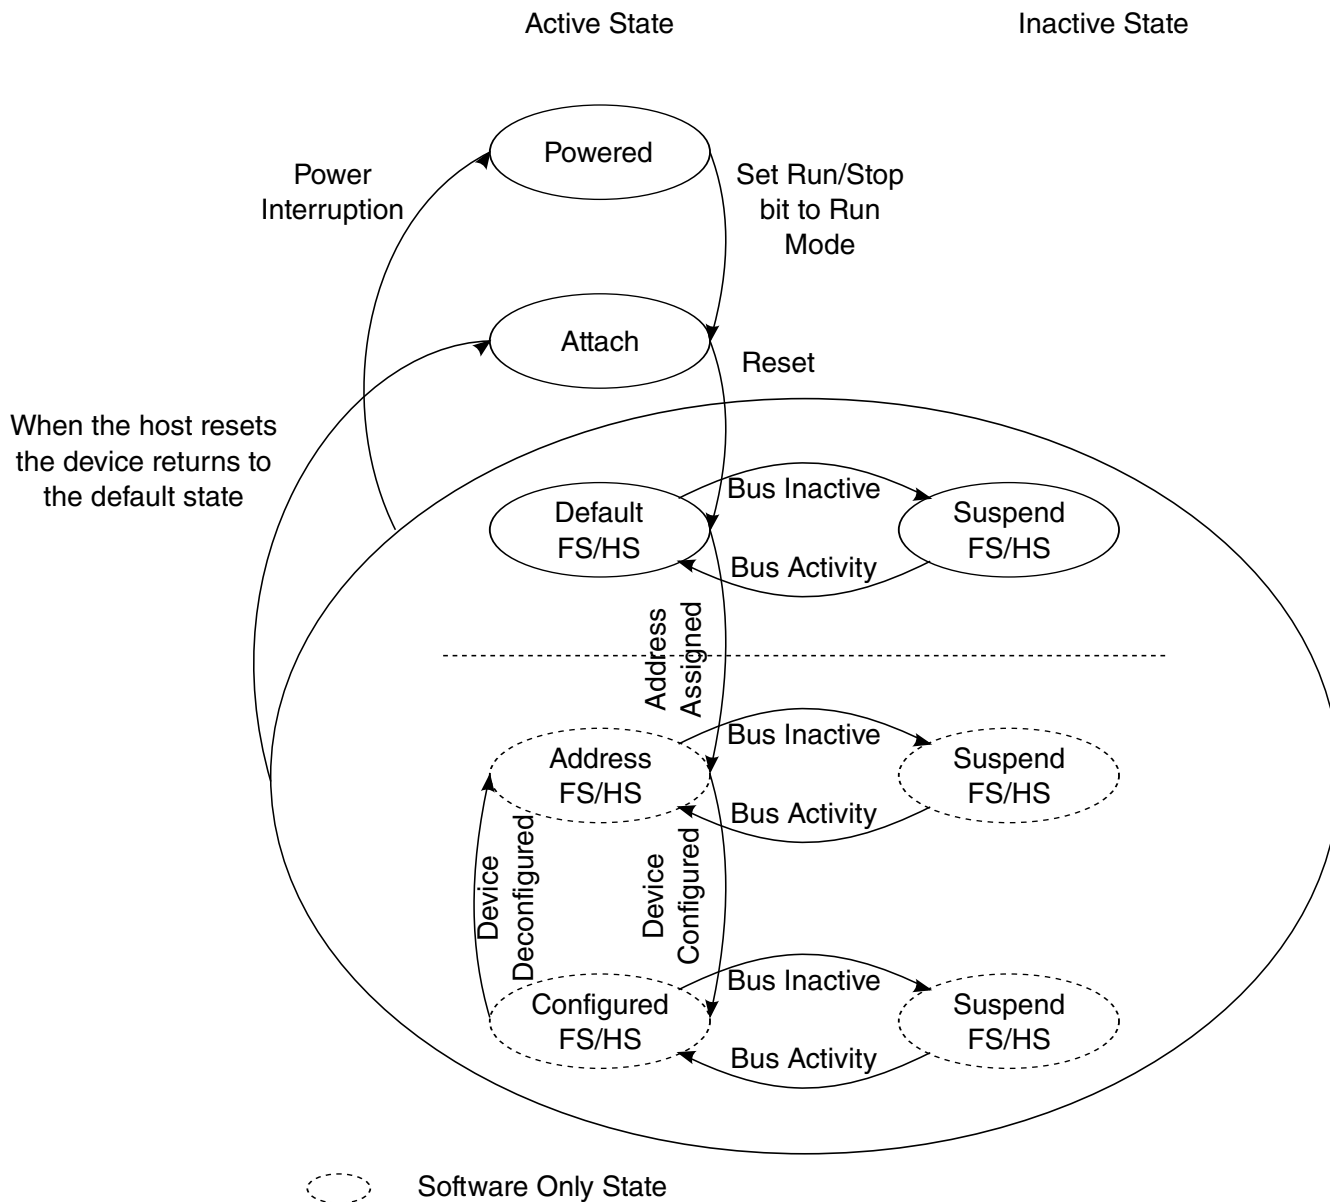 Active State
Inactive State
Powered
Power
Interruption
Set Run/Stop
bit to Run
Mode
Attach
Reset
When the host resets
the device returns to
the default state
Default
FS/HS
Bus Inactive
Bus Activity
Suspend
FS/HS
Address
Assigned
Address
FS/HS
Bus Inactive
Bus Activity
Suspend
FS/HS
Device
Deconfigured
Device
Configured
Configured
FS/HS
Bus Inactive
Bus Activity
Suspend
FS/HS
Software Only State